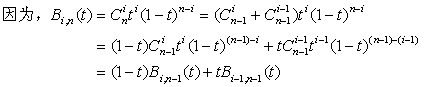 因为，B_{i,n}(t) = C_n^i t^i (1-t)^{n-i} = (C_{n-1}^i + C_{n-1}^{i-1}) t^i (1-t)^{n-i}
= (1-t) C_{n-1}^i t^i (1-t)^{(n-1)-i} + t C_{n-1}^{i-1} t^{i-1} (1-t)^{(n-1)-(i-1)}
= (1-t) B_{i,n-1}(t) + t B_{i-1,n-1}(t)